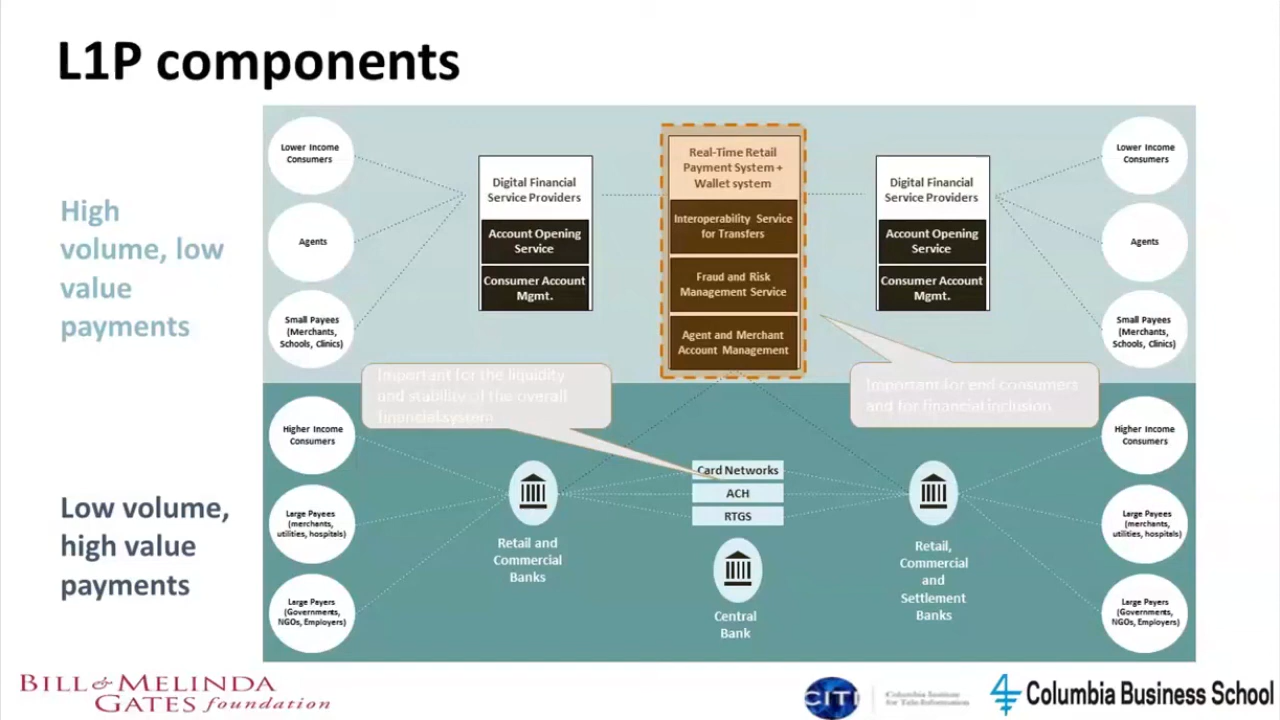 L1P components
High
volume, low
value
payments
Low volume,
high value
payments
Lower Income
Consumers
Agents
Small Payees
(Merchants,
Schools, Clinics)
Higher Income
Consumers
Large Payees
(merchants,
utilities, hospitals)
Large Payers
(Governments,
NGOs, Employers)
Digital Financial
Service Providers
Account Opening
Service
Consumer Account
Mgmt.
Real-Time Retail
Payment System +
Wallet system
Interoperability Service
for Transfers
Fraud and Risk
Management Service
Agent and Merchant
Account Management
Digital Financial
Service Providers
Account Opening
Service
Consumer Account
Mgmt.
Lower Income
Consumers
Agents
Small Payees
(Merchants,
Schools, Clinics)
Important for the liquidity
and stability of the overall
financial system
Important for end consumers
and for financial inclusion
Retail and
Commercial
Banks
Card Networks
ACH
RTGS
Central
Bank
Retail,
Commercial
and
Settlement
Banks
Higher Income
Consumers
Large Payees
(merchants,
utilities, hospitals)
Large Payers
(Governments,
NGOs, Employers)
BILL & MELINDA
GATES foundation
CITI
Columbia Institute
for Tele-Information
Columbia Business School